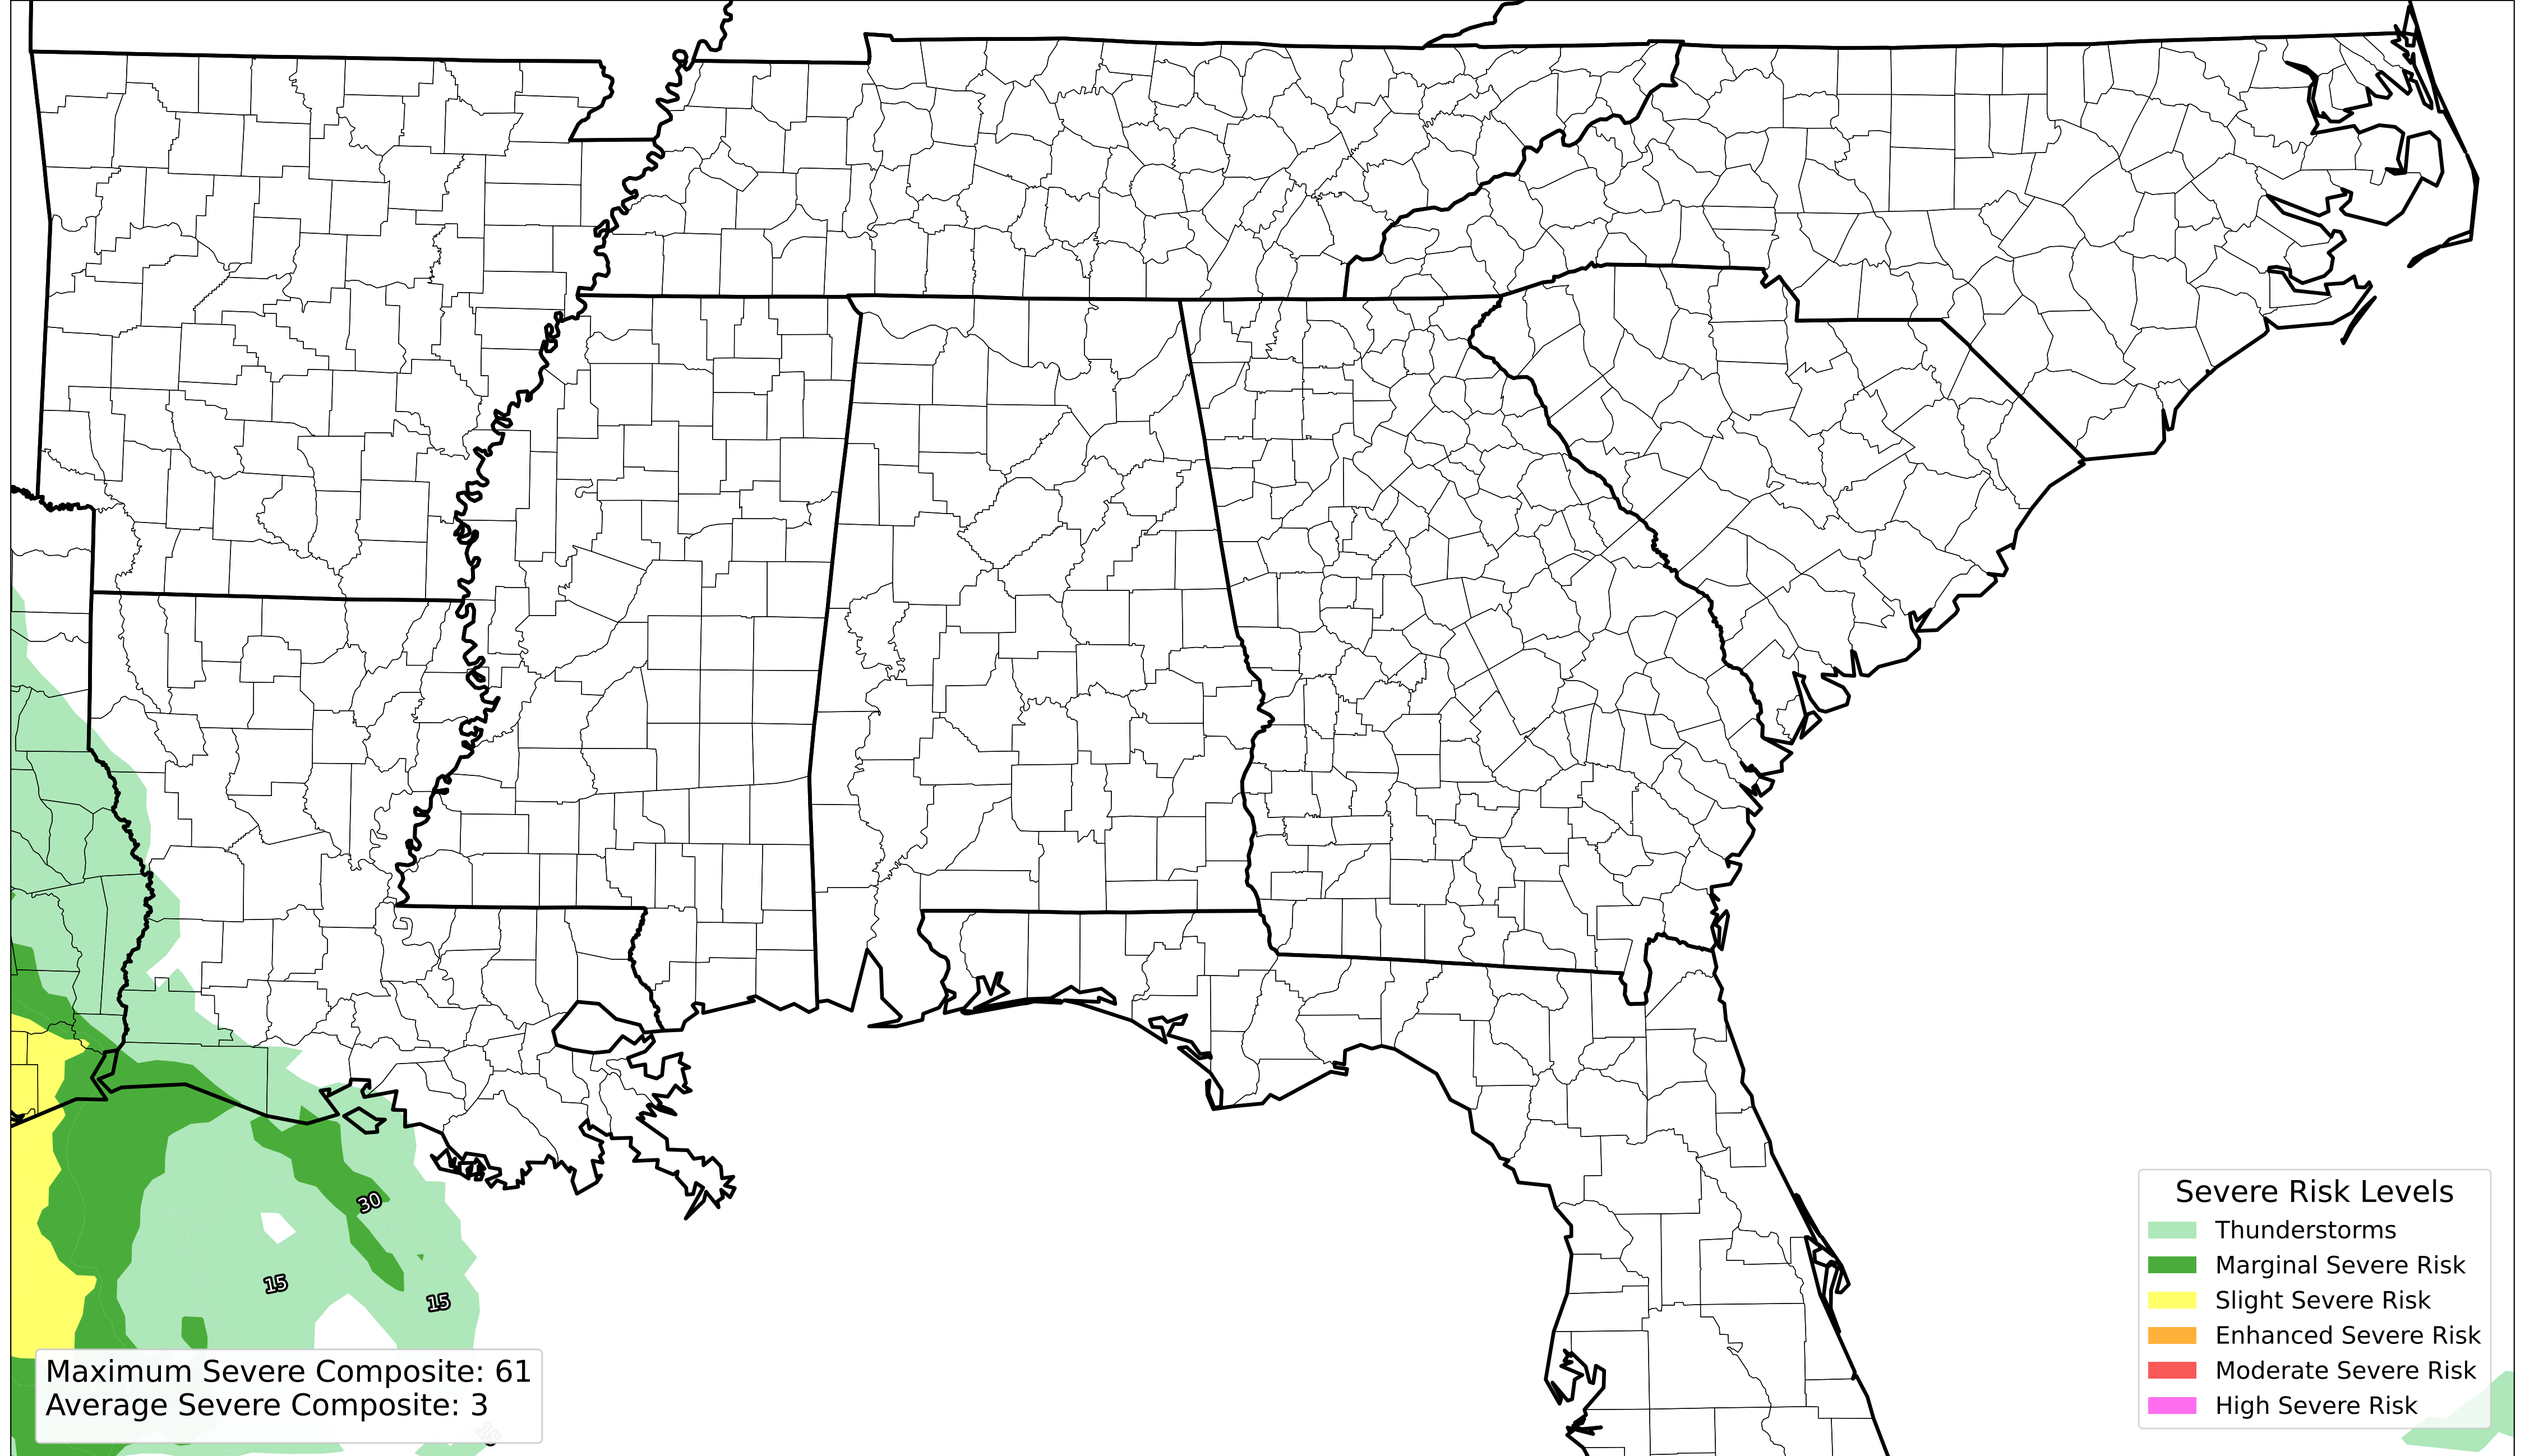 30
15
15
Maximum Severe Composite: 61
Average Severe Composite: 3
Severe Risk Levels
Thunderstorms
Marginal Severe Risk
Slight Severe Risk
Enhanced Severe Risk
Moderate Severe Risk
High Severe Risk